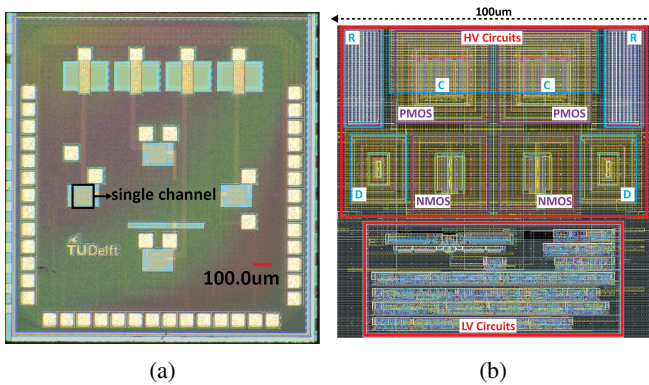 100um
R
HV Circuits
R
C
C
PMOS
PMOS
D
NMOS
NMOS
D
LV Circuits
single channel
TUDelft
100.0um
(a)
(b)